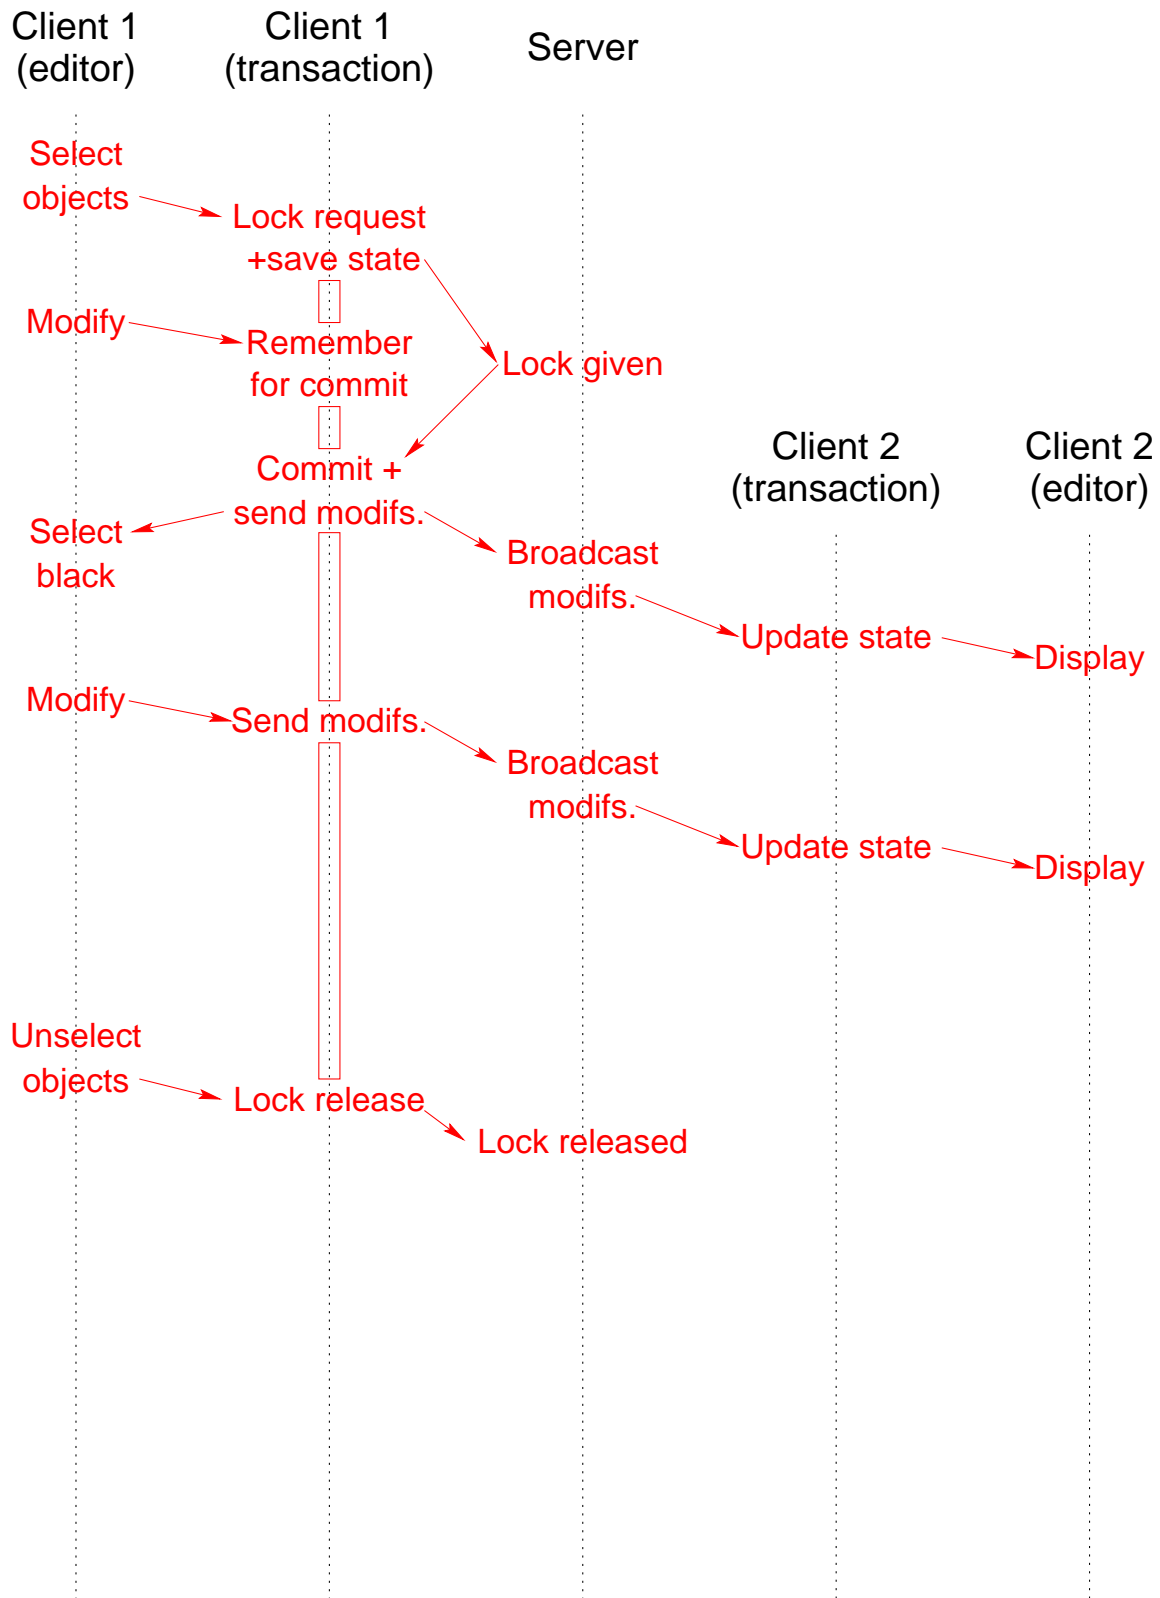 Client 1
(editor)
Client 1
(transaction)
Server
Select
objects
Lock request
+save state
Modify
Remember
for commit
Lock given
Client 2
(transaction)
Client 2
(editor)
Commit +
send modifs.
Select
black
Broadcast
modifs.
Update state
Display
Modify
Send modifs.
Broadcast
modifs.
Update state
Display
Unselect
objects
Lock release
Lock released